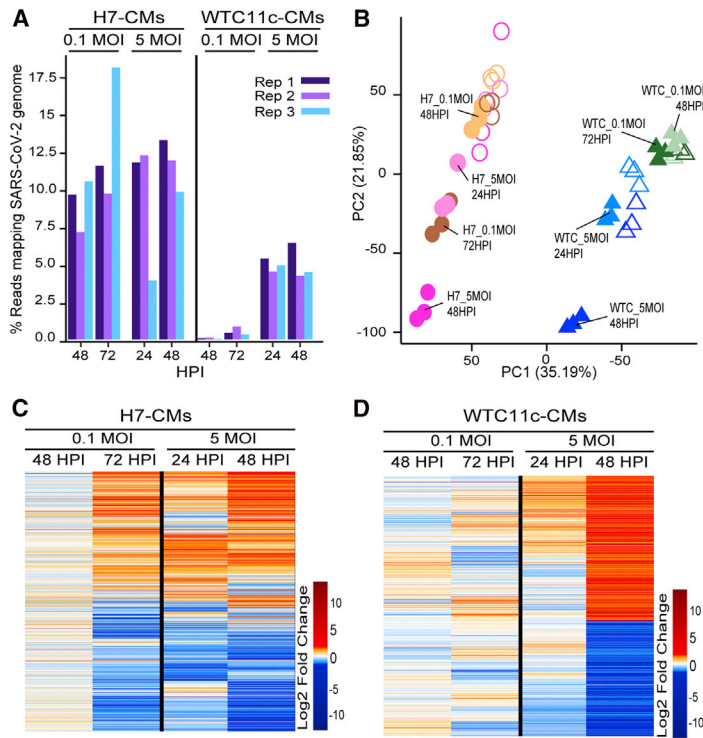 A
H7-CMs
WTC11c-CMs
0.1 MOI
5 MOI
0.1 MOI
5 MOI
% Reads mapping SARS-CoV-2 genome
17.5
15.0
12.5
10.0
7.5
5.0
2.5
0.0
Rep 1
Rep 2
Rep 3
48
72
24
48
48
72
24
48
HPI
B
PC2 (21.85%)
50
0
-50
-100
H7_0.1MOI
48HPI
H7_5MOI
24HPI
H7_0.1MOI
72HPI
H7_5MOI
48HPI
WTC_0.1MOI
48HPI
WTC_0.1MOI
72HPI
WTC_5MOI
24HPI
WTC_5MOI
48HPI
50
0
-50
PC1 (35.19%)
C
H7-CMs
0.1 MOI
5 MOI
48 HPI
72 HPI
24 HPI
48 HPI
Log2 Fold Change
10
5
0
-5
-10
D
WTC11c-CMs
0.1 MOI
5 MOI
48 HPI
72 HPI
24 HPI
48 HPI
Log2 Fold Change
10
5
0
-5
-10